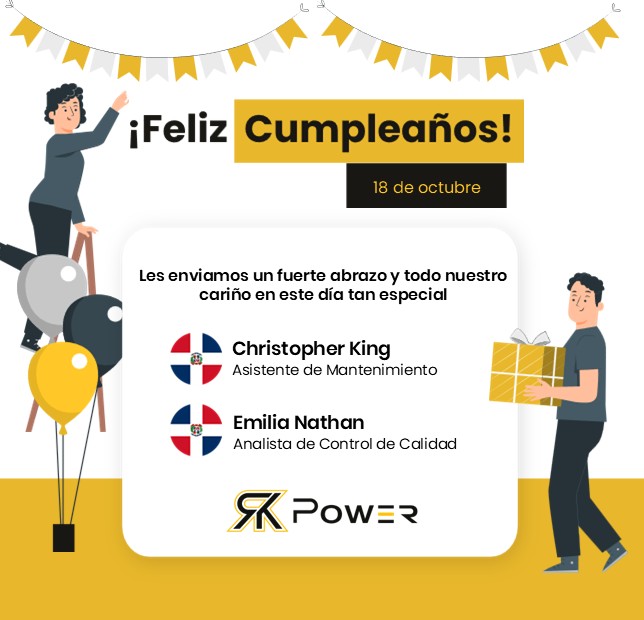 ¡Feliz Cumpleaños!
18 de octubre
Les enviamos un fuerte abrazo y todo nuestro
cariño en este día tan especial
Christopher King
Asistente de Mantenimiento
Emilia Nathan
Analista de Control de Calidad
RK Power